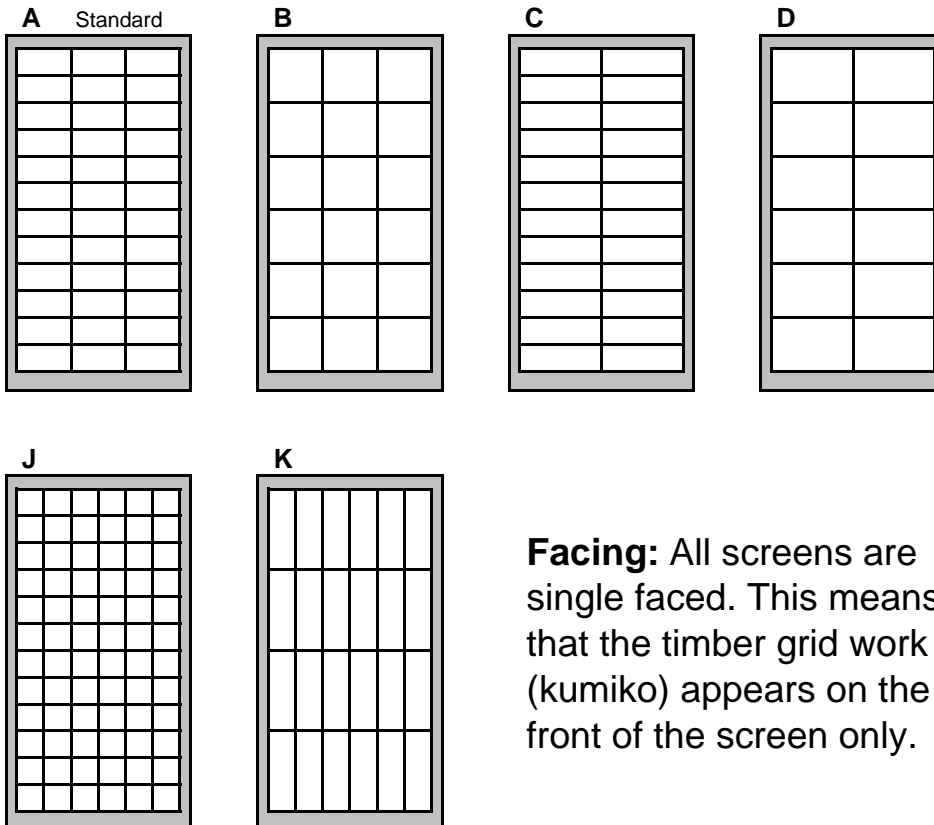 A Standard
B
C
D
J
K
Facing: All screens are
single faced. This means
that the timber grid work
(kumiko) appears on the
front of the screen only.